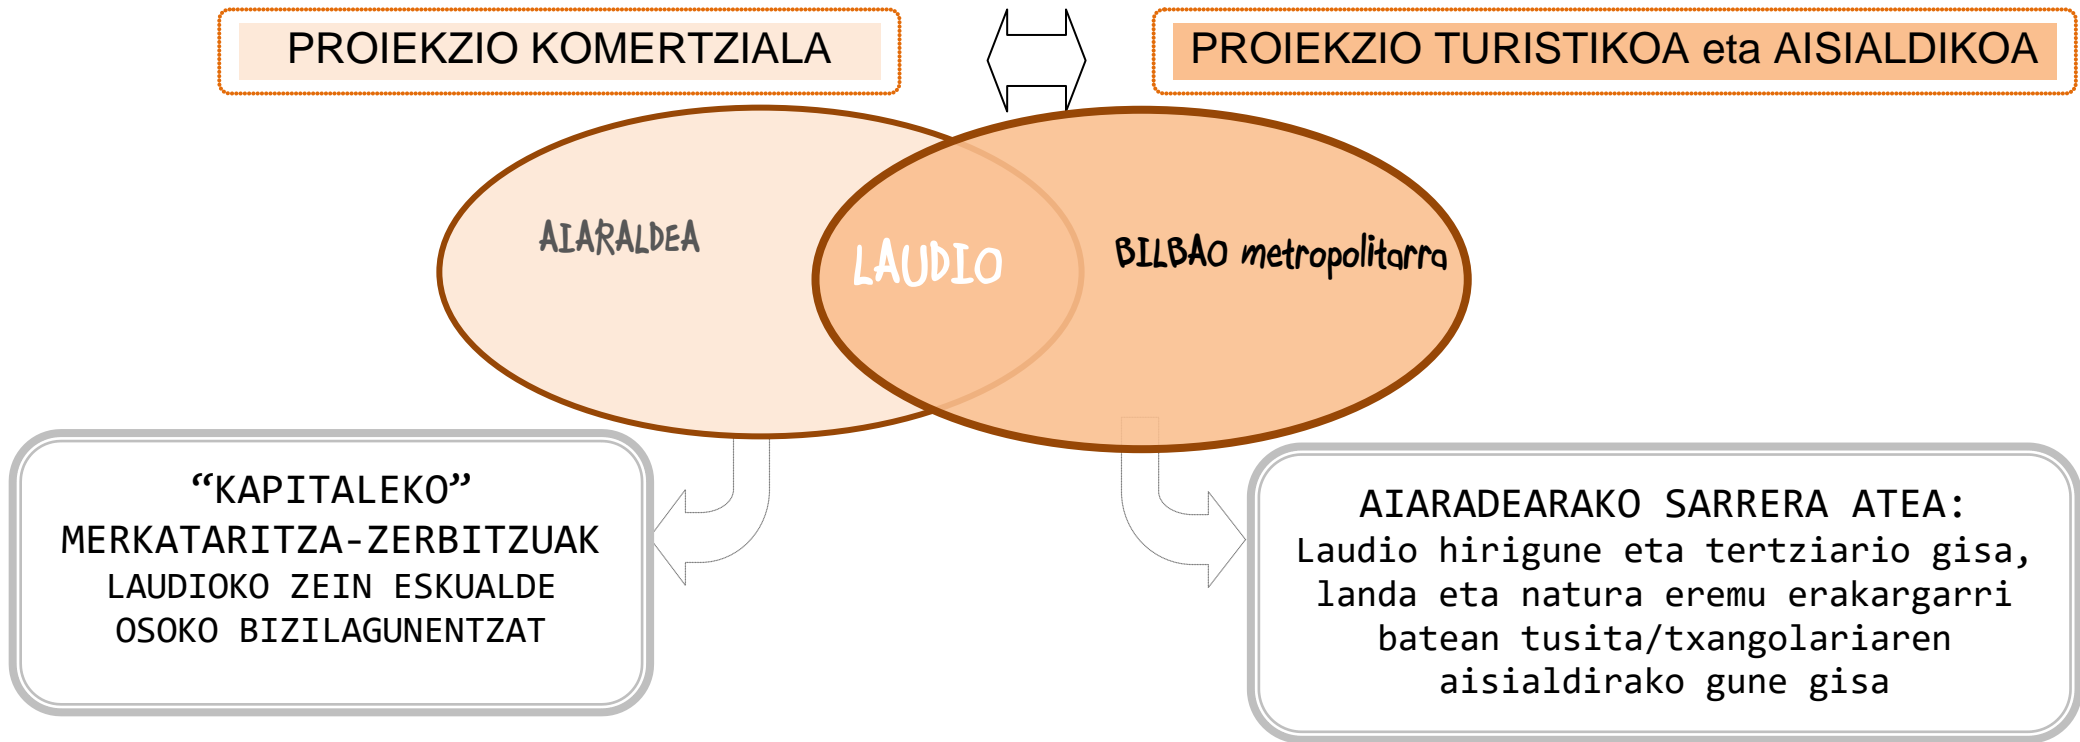 PROIEKZIO KOMERTZIALA
PROIEKZIO TURISTIKOA eta AISIALDIKOA
AIARALDEA
LAUDIO
BILBAO metropolitarra
“KAPITALEKO”
MERKATARITZA-ZERBITZUAK
LAUDIOKO ZEIN ESKUALDE
OSOKO BIZILAGUNENTZAT
AIARADEARAKO SARRERA ATEA:
Laudio hirigune eta tertziario gisa,
landa eta natura eremu erakargarri
batean tusita/txangolariaren
aisialdirako gune gisa